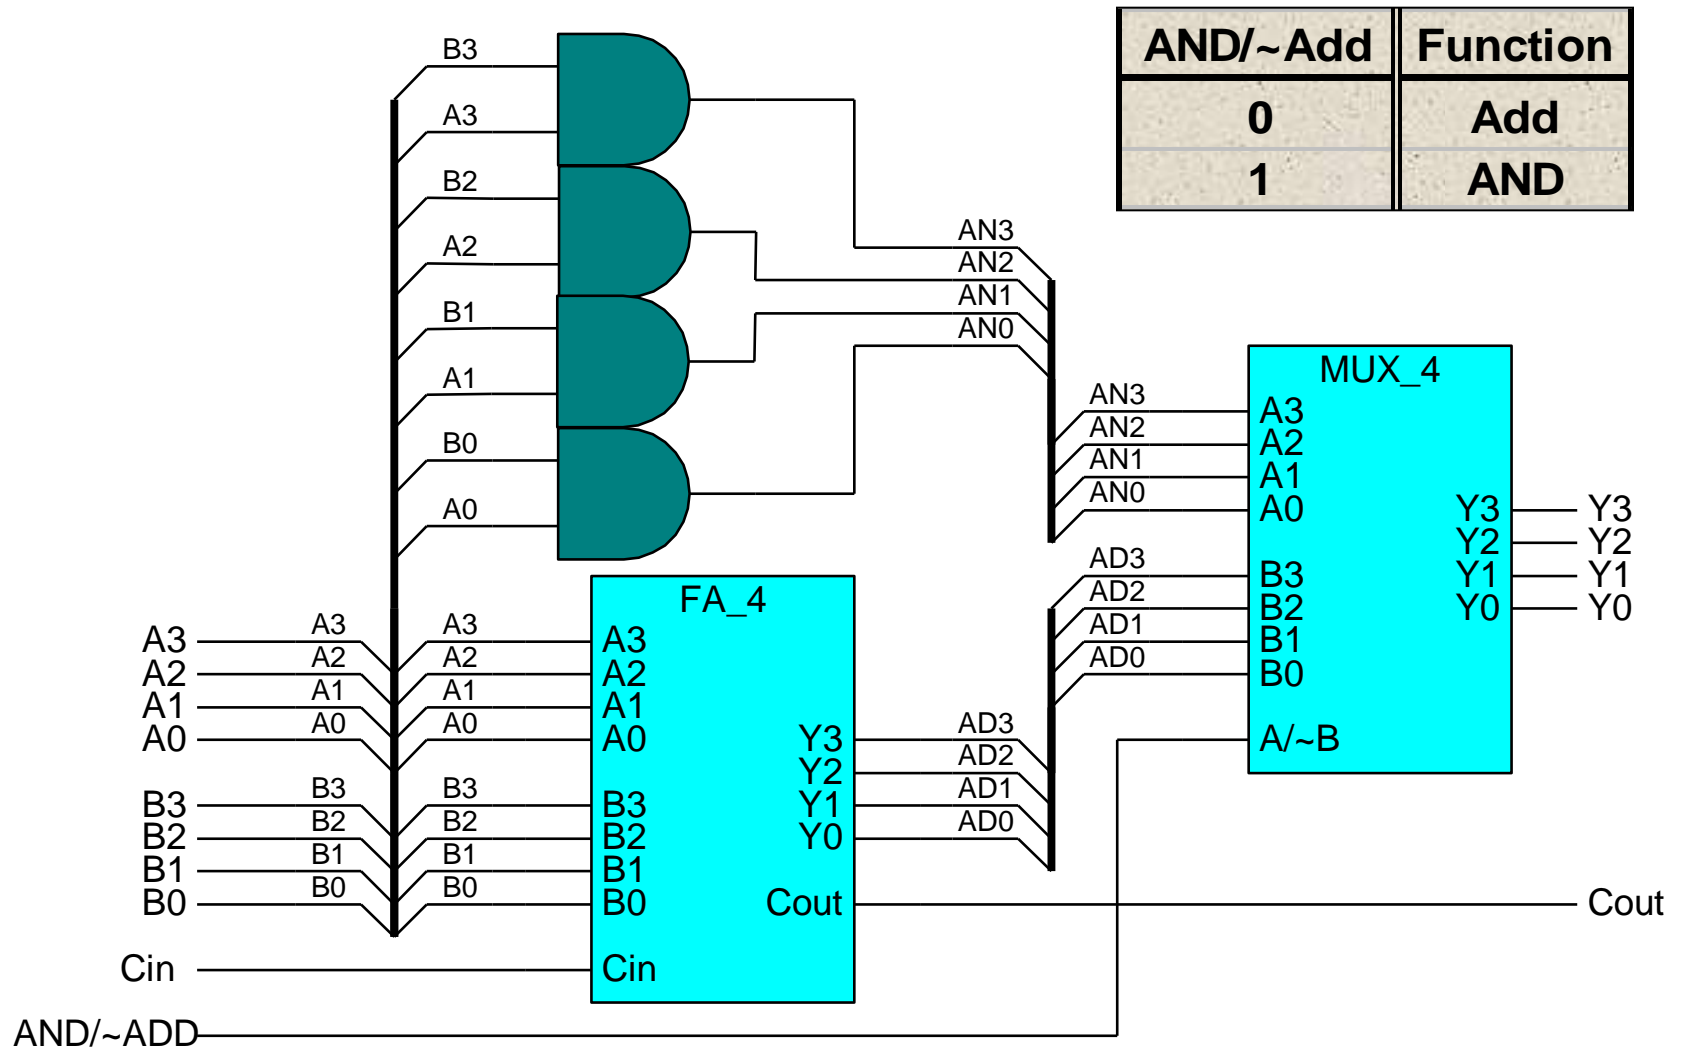 AND/~Add Function
0 Add
1 AND
B3
A3
B2
A2
B1
A1
B0
A0
AN3
AN2
AN1
AN0
MUX_4
AN3 A3
AN2 A2
AN1 A1
AN0 A0
AD3 B3
AD2 B2
AD1 B1
AD0 B0
A/~B
Y3 Y3
Y2 Y2
Y1 Y1
Y0 Y0
FA_4
A3 A3 A3 A3
A2 A2 A2 A2
A1 A1 A1 A1
A0 A0 A0 A0
B3 B3 B3 B3
B2 B2 B2 B2
B1 B1 B1 B1
B0 B0 B0 B0
Y3 AD3
Y2 AD2
Y1 AD1
Y0 AD0
Cout Cout
Cin Cin
AND/~ADD